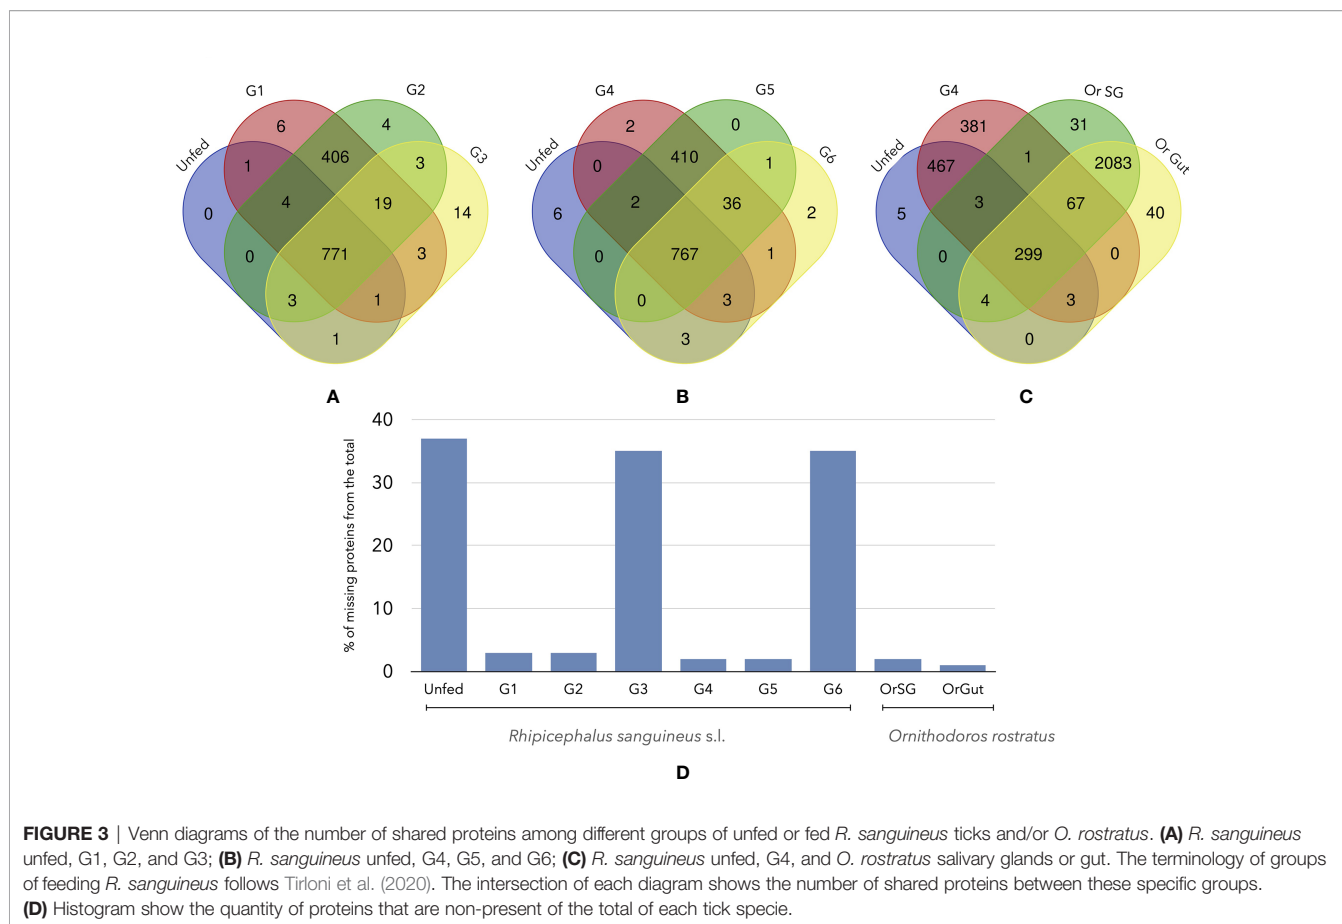 G1 G2 G4 G5 G4 Or SG
Unfed G3 Unfed G6 Unfed Or Gut
6 4 2 0 381 31
1 406 3 0 410 1 467 1 2083
0 4 19 14 6 2 36 2 5 3 67 40
0 771 3 0 767 1 0 299 0
3 1 0 3 4 3
1 3 0
A B C
% of missing proteins from the total
40
30
20
10
0
Unfed G1 G2 G3 G4 G5 G6 OrSG OrGut
Rhipicephalus sanguineus s.l. Ornithodoros rostratus
D
FIGURE 3 | Venn diagrams of the number of shared proteins among different groups of unfed or fed R. sanguineus ticks and/or O. rostratus. (A) R. sanguineus
unfed, G1, G2, and G3; (B) R. sanguineus unfed, G4, G5, and G6; (C) R. sanguineus unfed, G4, and O. rostratus salivary glands or gut. The terminology of groups
of feeding R. sanguineus follows Tirloni et al. (2020). The intersection of each diagram shows the number of shared proteins between these specific groups.
(D) Histogram show the quantity of proteins that are non-present of the total of each tick specie.